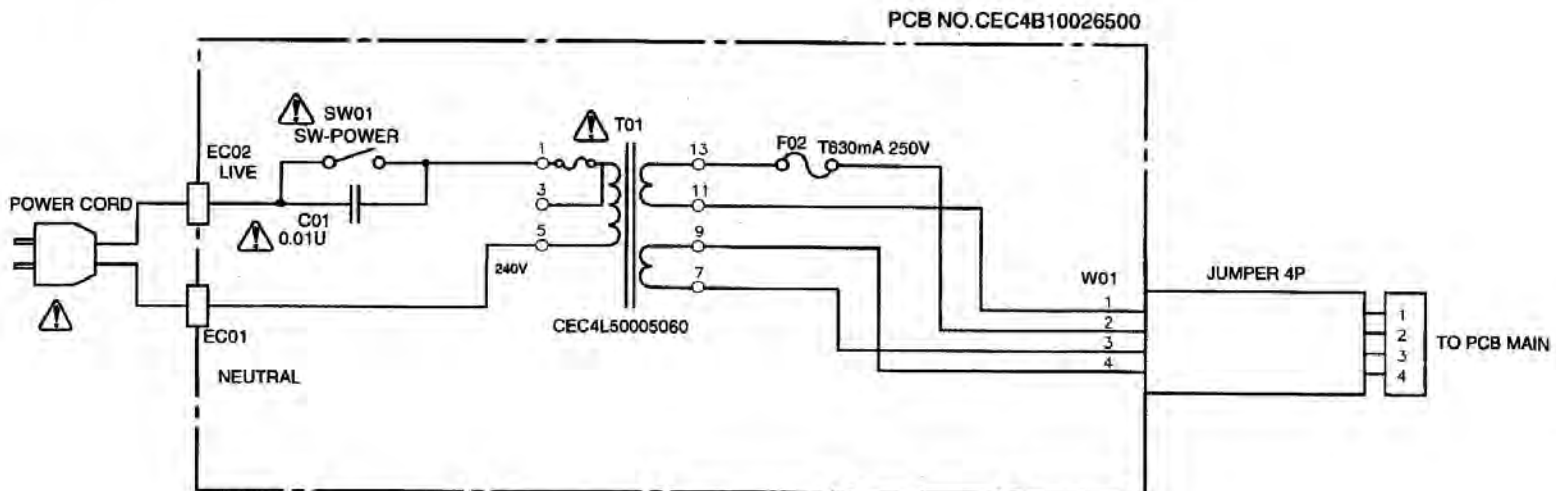 PCB NO.CEC4B10026500
SW01
SW-POWER
EC02
LIVE
POWER CORD
C01
0.01U
EC01
NEUTRAL
T01
1
3
5
240V
13
11
9
7
CEC4L50005060
F02 T630mA 250V
W01
1
2
3
4
JUMPER 4P
1
2
3
4
TO PCB MAIN